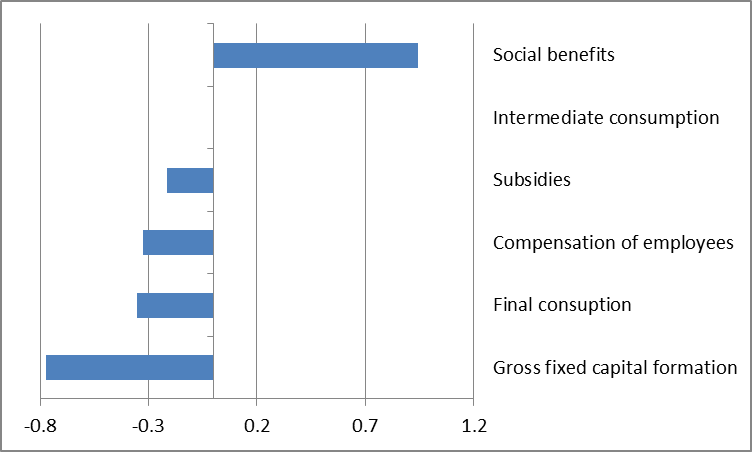 Social benefits
Intermediate consumption
Subsidies
Compensation of employees
Final consuption
Gross fixed capital formation
-0.8 -0.3 0.2 0.7 1.2